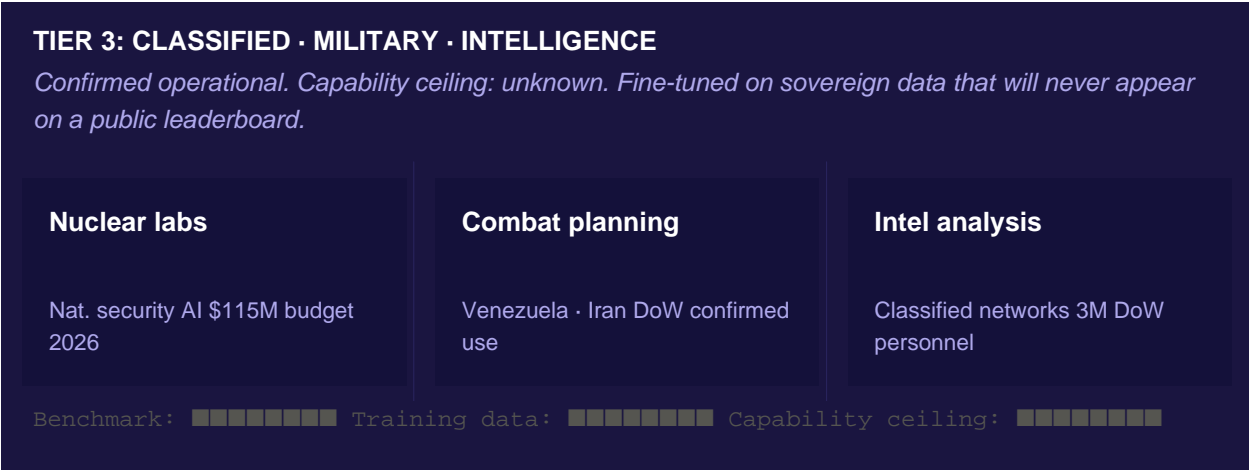 TIER 3: CLASSIFIED · MILITARY · INTELLIGENCE
Confirmed operational. Capability ceiling: unknown. Fine-tuned on sovereign data that will never appear
on a public leaderboard.
Nuclear labs
Nat. security AI $115M budget
2026
Combat planning
Venezuela · Iran DoW confirmed
use
Intel analysis
Classified networks 3M DoW
personnel
Benchmark: ■■■■■■■■ Training data: ■■■■■■■■ Capability ceiling: ■■■■■■■■